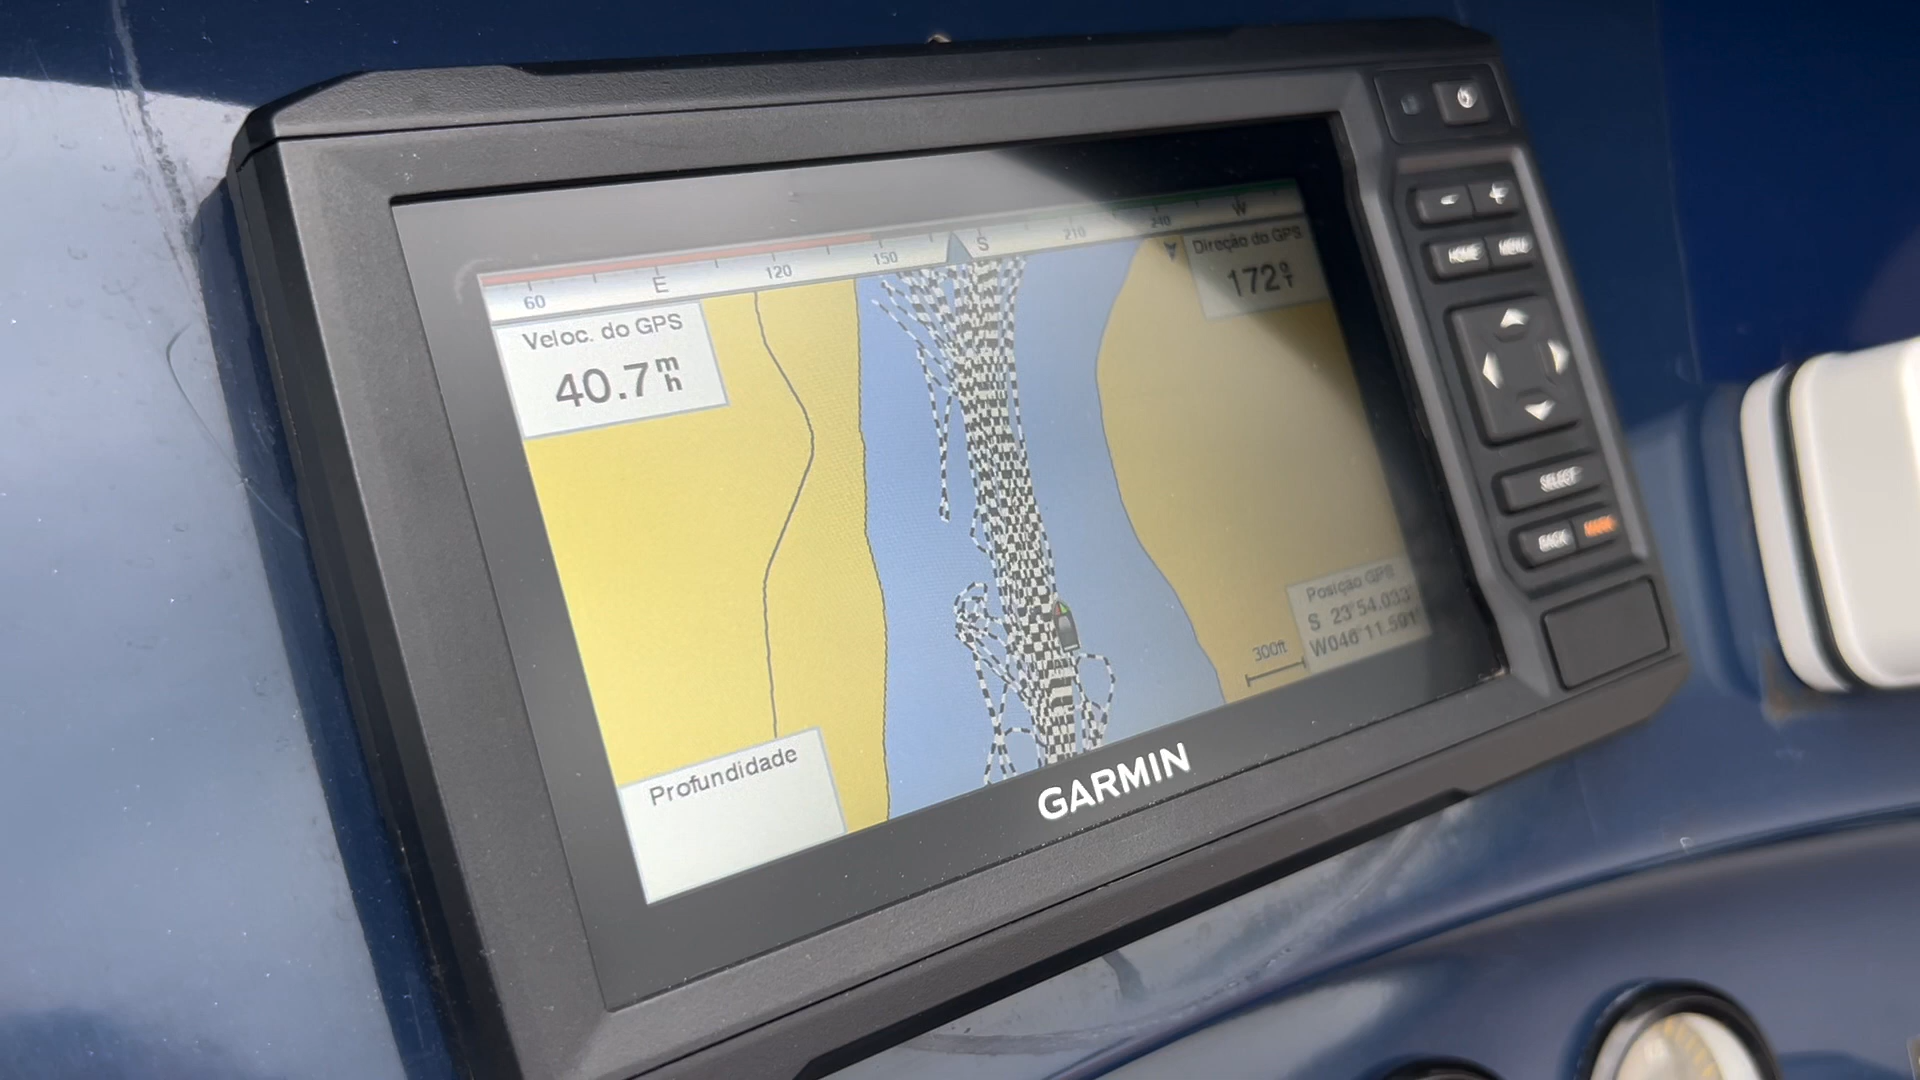 60 E 120 150 S 210 240 W
Veloc. do GPS
40.7 mh
Direção do GPS
172°T
Posição GPS
S 23°54.033'
W046°11.591'
300ft
Profundidade
GARMIN
- +
HOME MENU
SELECT
BACK MARK